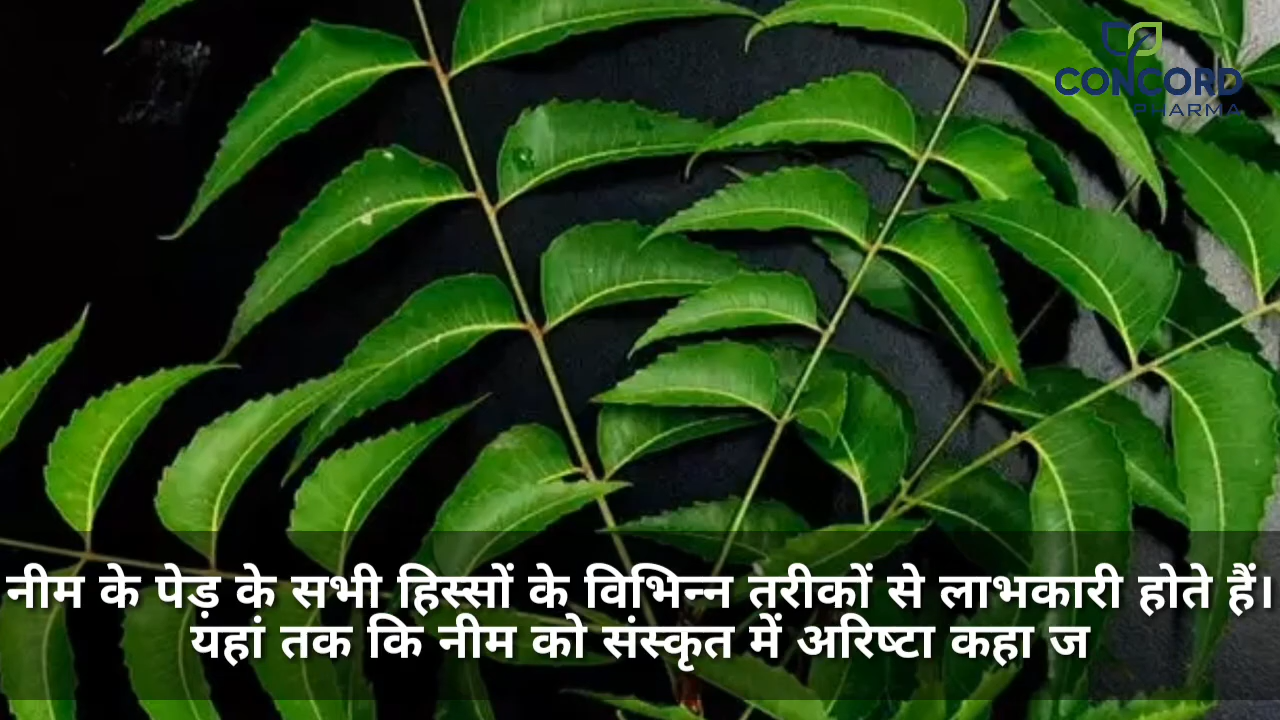 CONCORD
PHARMA
नीम के पेड़ के सभी हिस्सों के विभिन्न तरीकों से लाभकारी होते हैं।
यहां तक कि नीम को संस्कृत में अरिष्टा कहा ज